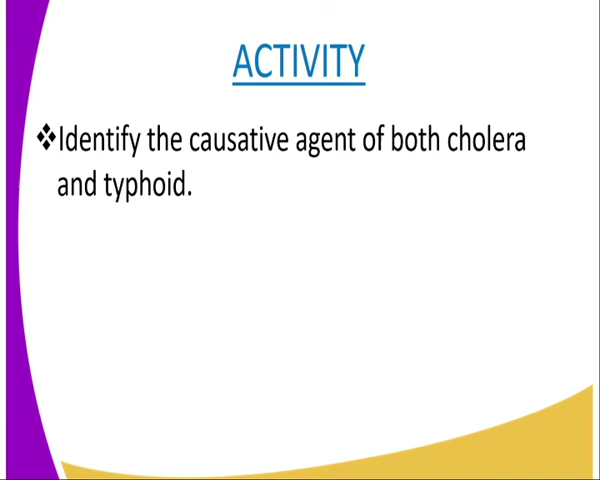 ACTIVITY
❖Identify the causative agent of both cholera
and typhoid.